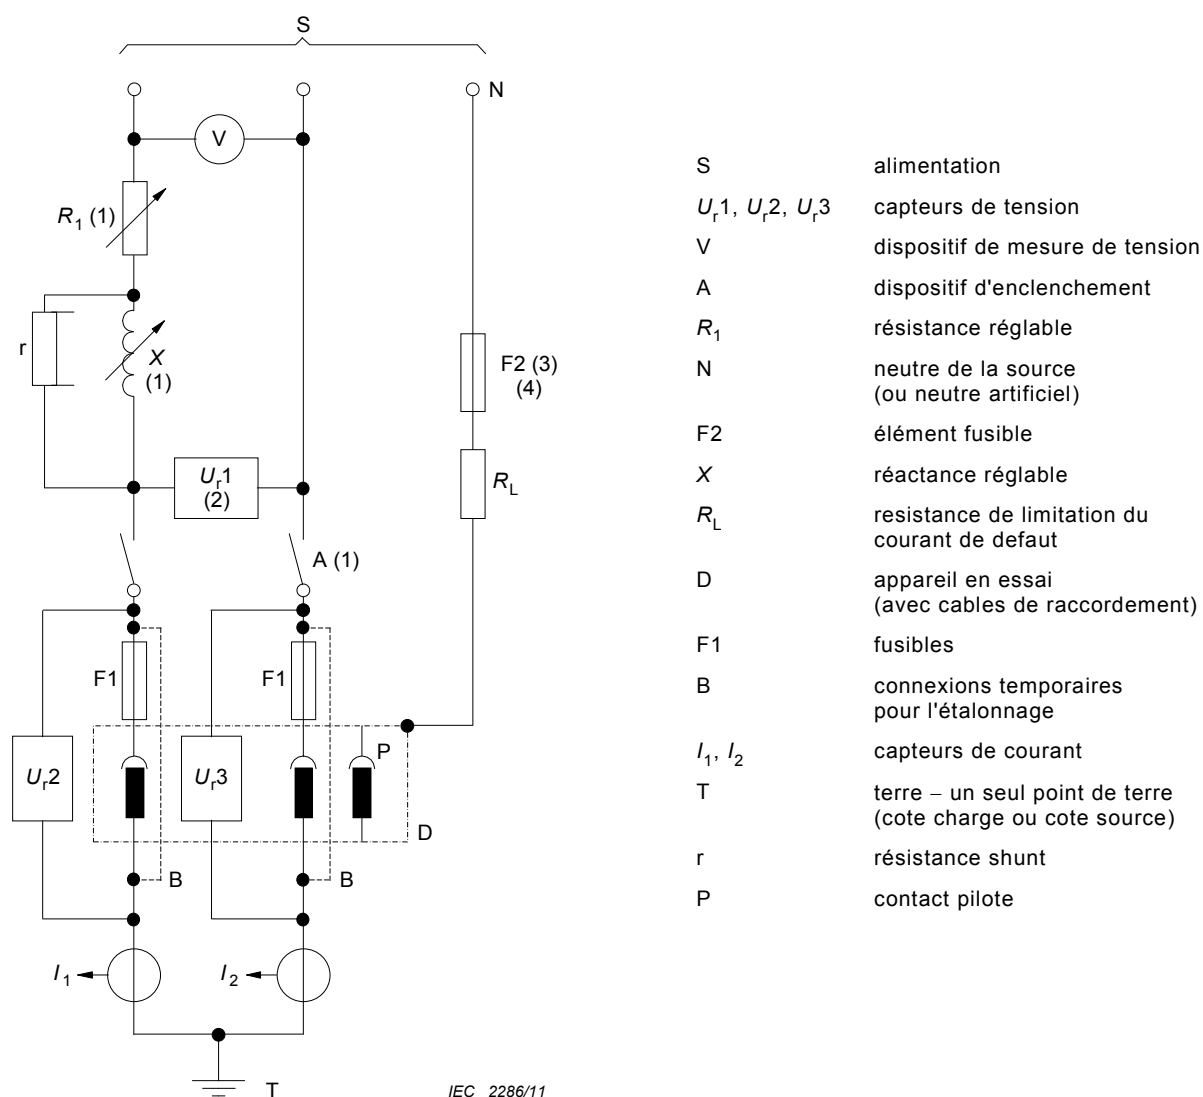 S
N
V
R1 (1)
r
X
(1)
F2 (3)
(4)
Ur1
(2)
RL
A (1)
F1
F1
P
Ur2
Ur3
D
B
B
I1
I2
T
IEC 2286/11
S alimentation
Ur1, Ur2, Ur3 capteurs de tension
V dispositif de mesure de tension
A dispositif d'enclenchement
R1 résistance réglable
N neutre de la source
(ou neutre artificiel)
F2 élément fusible
X réactance réglable
RL resistance de limitation du
courant de defaut
D appareil en essai
(avec cables de raccordement)
F1 fusibles
B connexions temporaires
pour l'étalonnage
I1, I2 capteurs de courant
T terre – un seul point de terre
(cote charge ou cote source)
r résistance shunt
P contact pilote